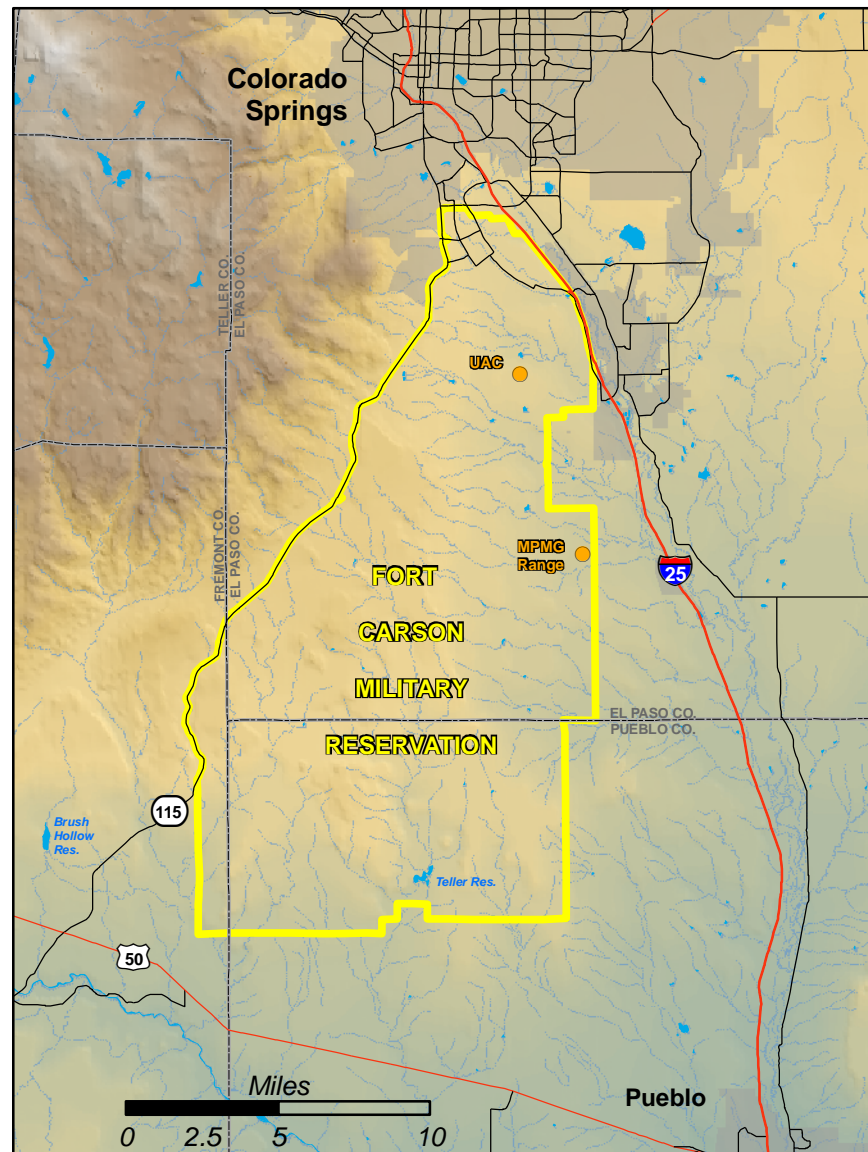 Colorado
Springs
TELLER CO.
EL PASO CO.
UAC
MPMG
Range
25
FREMONT CO.
EL PASO CO.
FORT
CARSON
MILITARY
RESERVATION
EL PASO CO.
PUEBLO CO.
115
Brush
Hollow
Res.
Teller Res.
50
Miles
0 2.5 5 10
Pueblo